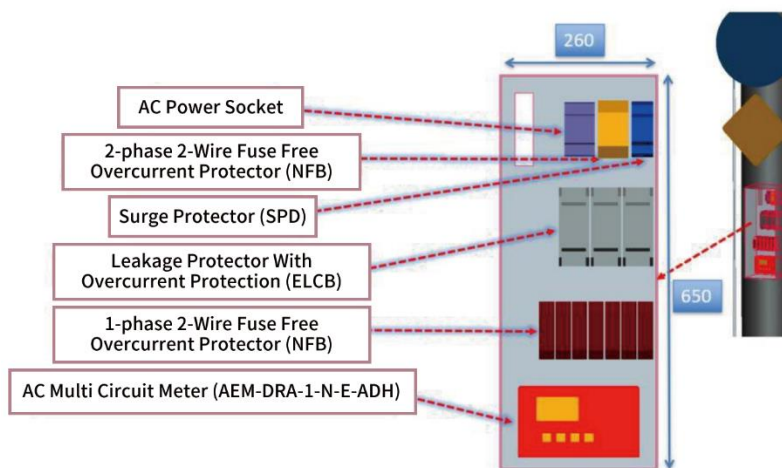 260
AC Power Socket
2-phase 2-Wire Fuse Free
Overcurrent Protector (NFB)
Surge Protector (SPD)
Leakage Protector With
Overcurrent Protection (ELCB)
650
1-phase 2-Wire Fuse Free
Overcurrent Protector (NFB)
AC Multi Circuit Meter (AEM-DRA-1-N-E-ADH)